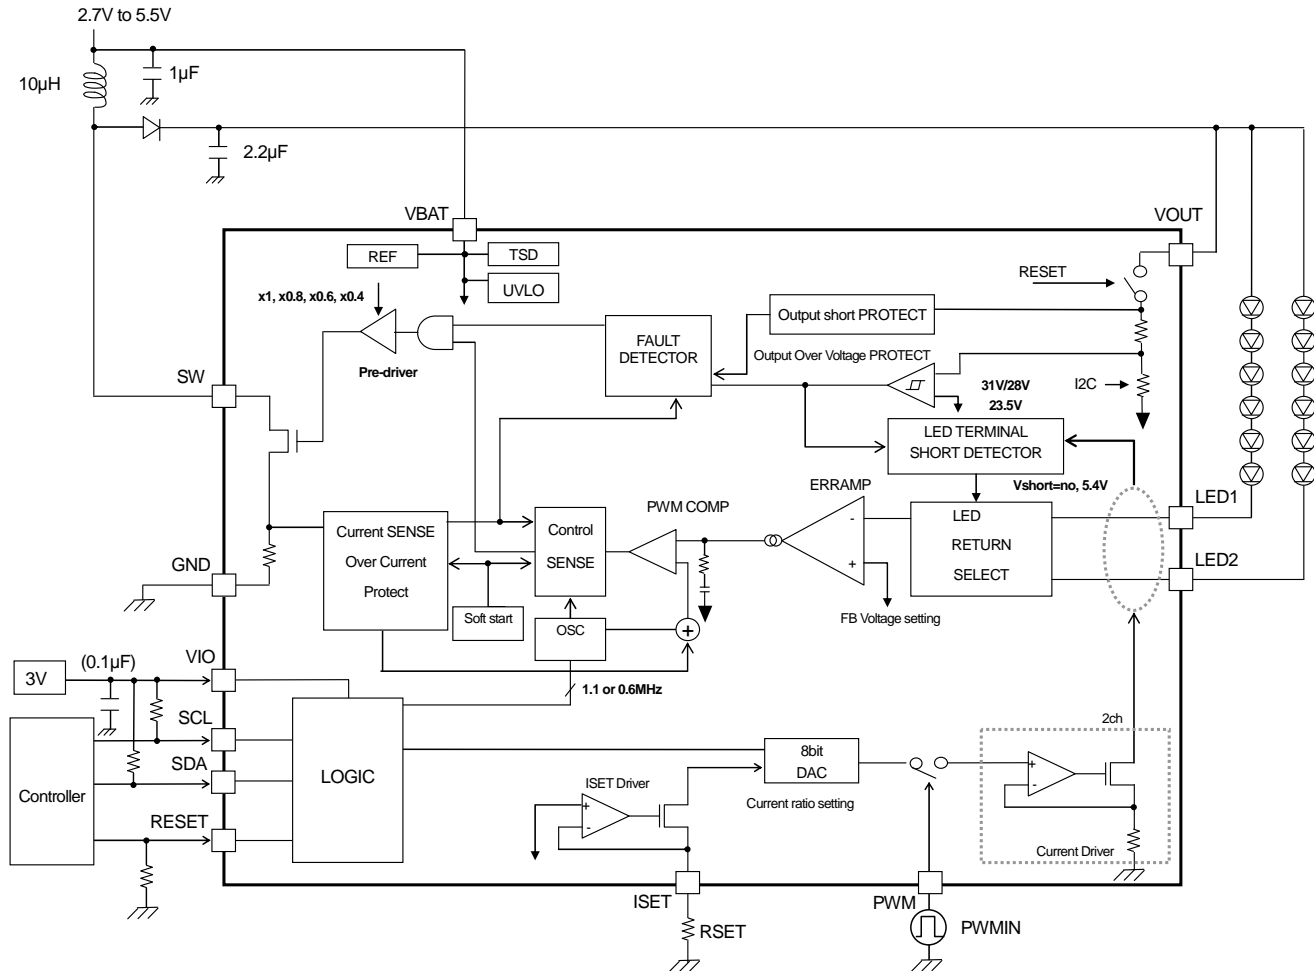 2.7V to 5.5V
10µH
1µF
2.2µF
VBAT
VOUT
REF
TSD
UVLO
RESET
x1, x0.8, x0.6, x0.4
Output short PROTECT
FAULT
DETECTOR
Output Over Voltage PROTECT
Pre-driver
SW
31V/28V
23.5V
I2C
LED TERMINAL
SHORT DETECTOR
Vshort=no, 5.4V
ERRAMP
LED1
PWM COMP
Current SENSE
Over Current
Protect
Control
SENSE
-
+
LED
RETURN
SELECT
GND
LED2
Soft start
OSC
+
FB Voltage setting
VIO
(0.1µF)
3V
1.1 or 0.6MHz
SCL
2ch
SDA
LOGIC
8bit
DAC
Controller
ISET Driver
Current ratio setting
+
-
+
-
RESET
Current Driver
ISET
PWM
RSET
PWMIN